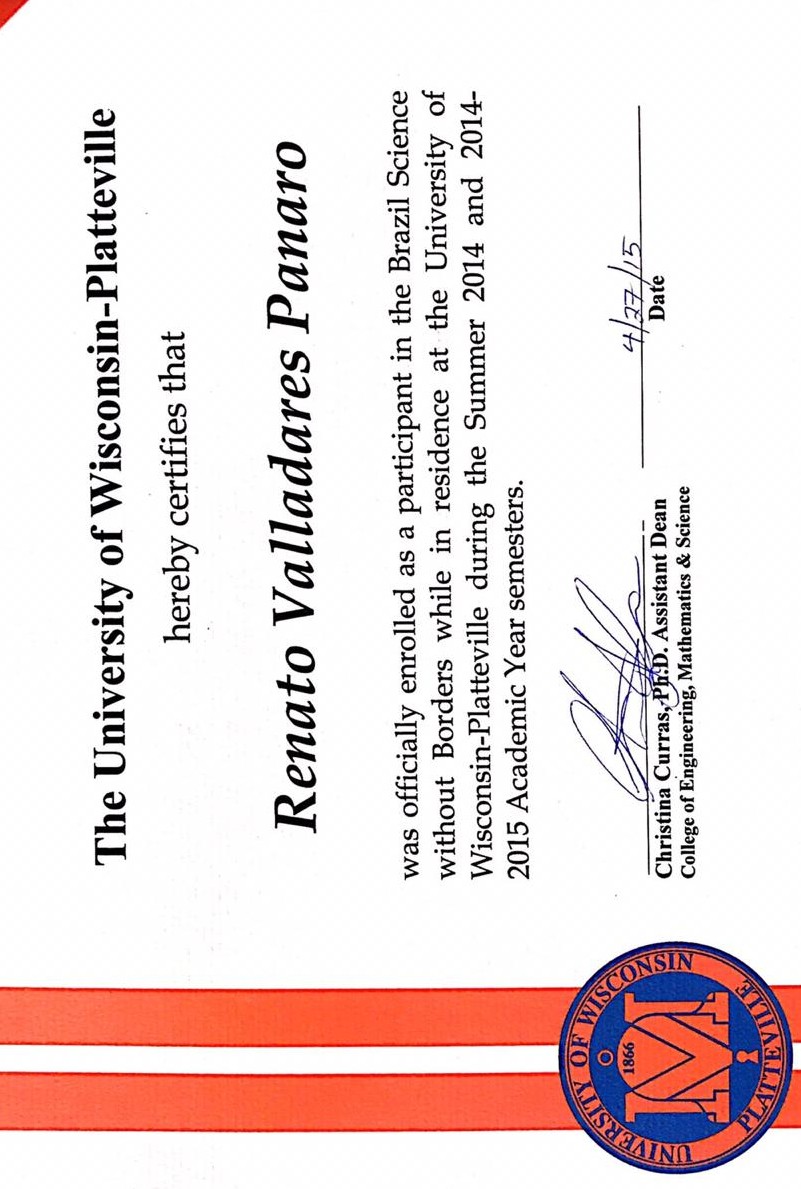 The University of Wisconsin-Platteville
hereby certifies that
Renato Valladares Panaro
was officially enrolled as a participant in the Brazil Science
without Borders while in residence at the University of
Wisconsin-Platteville during the Summer 2014 and 2014-
2015 Academic Year semesters.
4/27/15
Christina Curras, Ph.D. Assistant Dean
Date
College of Engineering, Mathematics & Science
UNIVERSITY OF WISCONSIN
1866
M
PLATTEVILLE